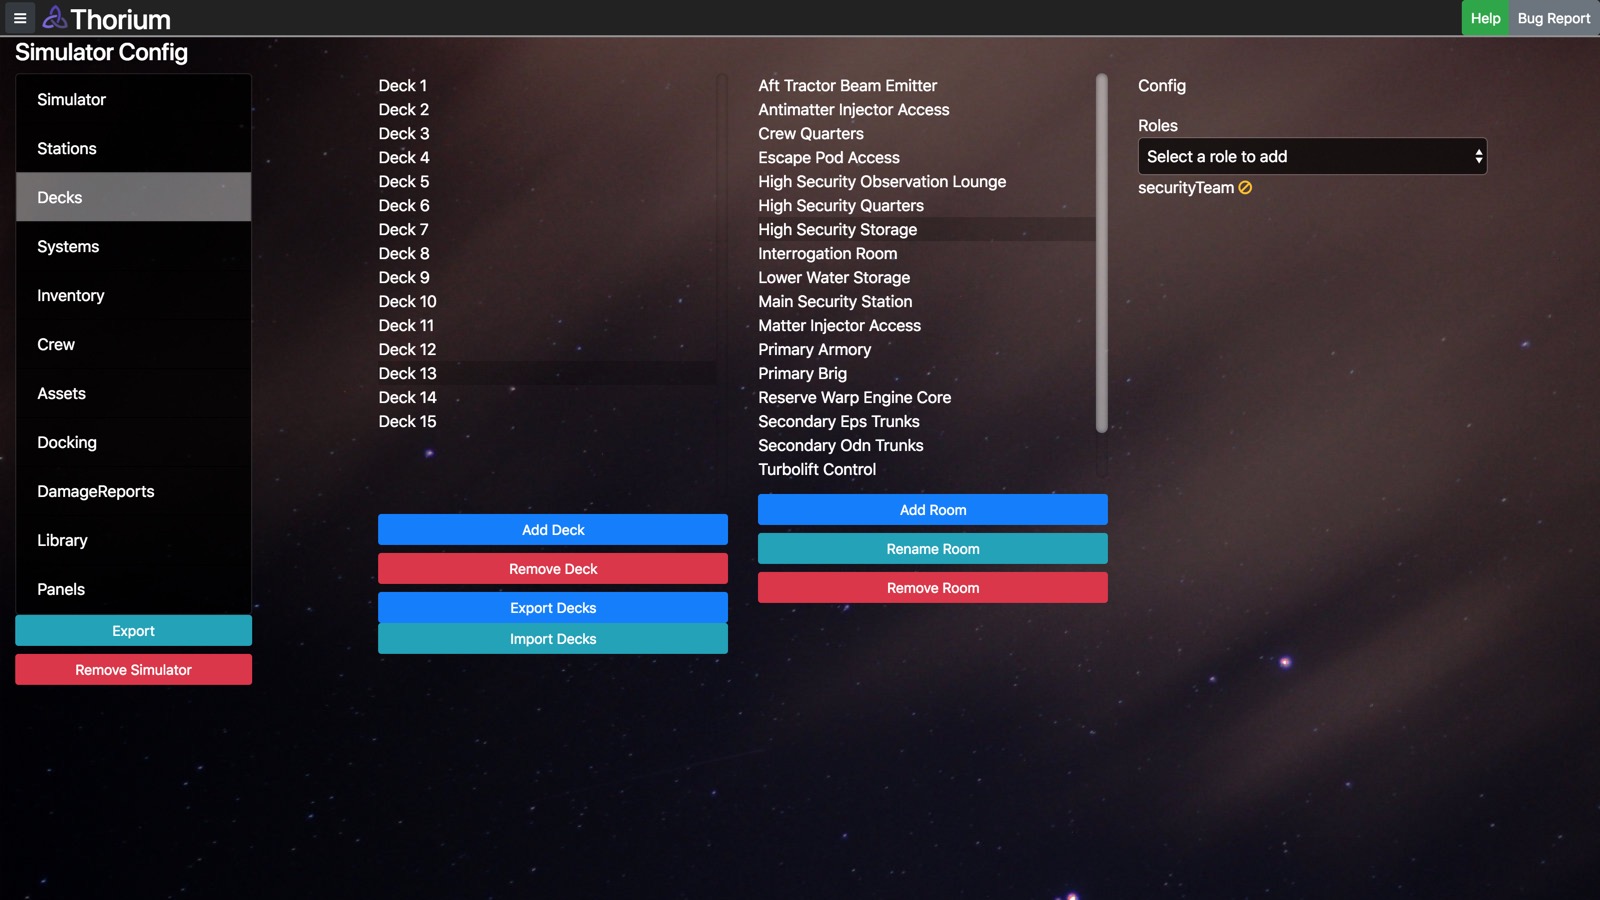 Thorium
Help
Bug Report
Simulator Config
Simulator
Stations
Decks
Systems
Inventory
Crew
Assets
Docking
DamageReports
Library
Panels
Export
Remove Simulator
Deck 1
Deck 2
Deck 3
Deck 4
Deck 5
Deck 6
Deck 7
Deck 8
Deck 9
Deck 10
Deck 11
Deck 12
Deck 13
Deck 14
Deck 15
Add Deck
Remove Deck
Export Decks
Import Decks
Aft Tractor Beam Emitter
Antimatter Injector Access
Crew Quarters
Escape Pod Access
High Security Observation Lounge
High Security Quarters
High Security Storage
Interrogation Room
Lower Water Storage
Main Security Station
Matter Injector Access
Primary Armory
Primary Brig
Reserve Warp Engine Core
Secondary Eps Trunks
Secondary Odn Trunks
Turbolift Control
Add Room
Rename Room
Remove Room
Config
Roles
Select a role to add
securityTeam